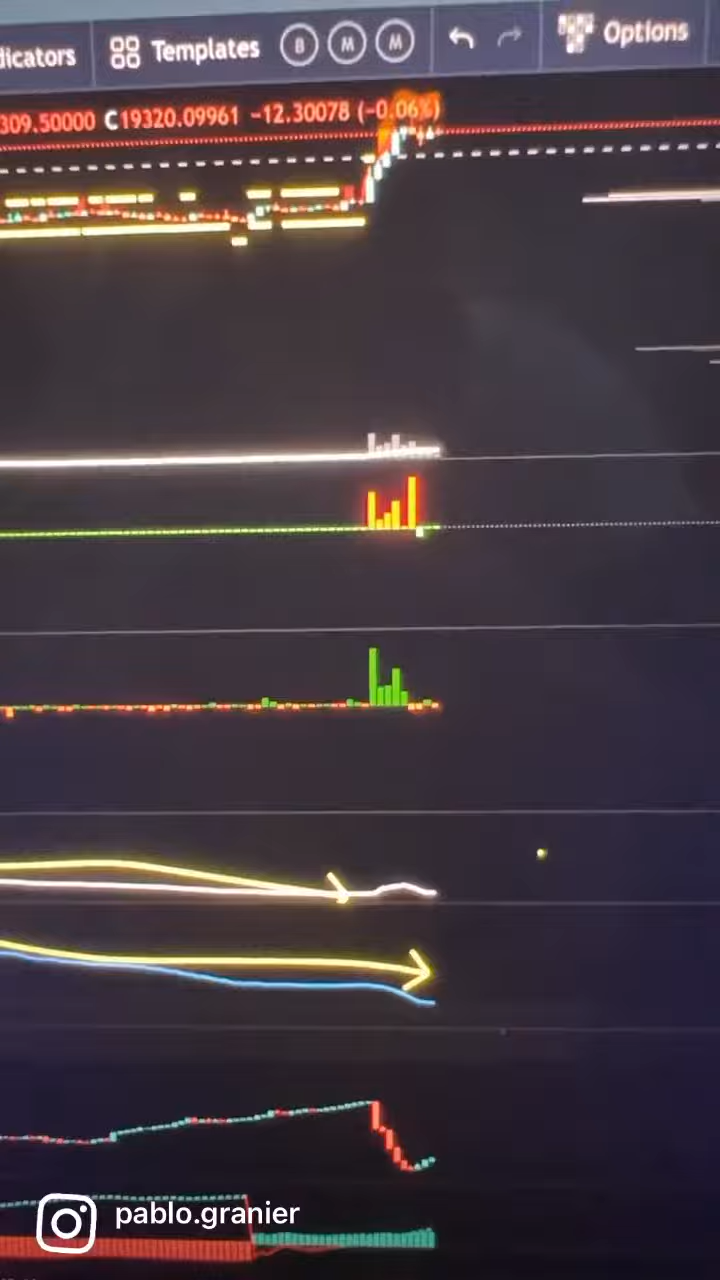 dicators Templates B M M Options
309.50000 C19320.09961 −12.30078 (−0.06%)
pablo.granier